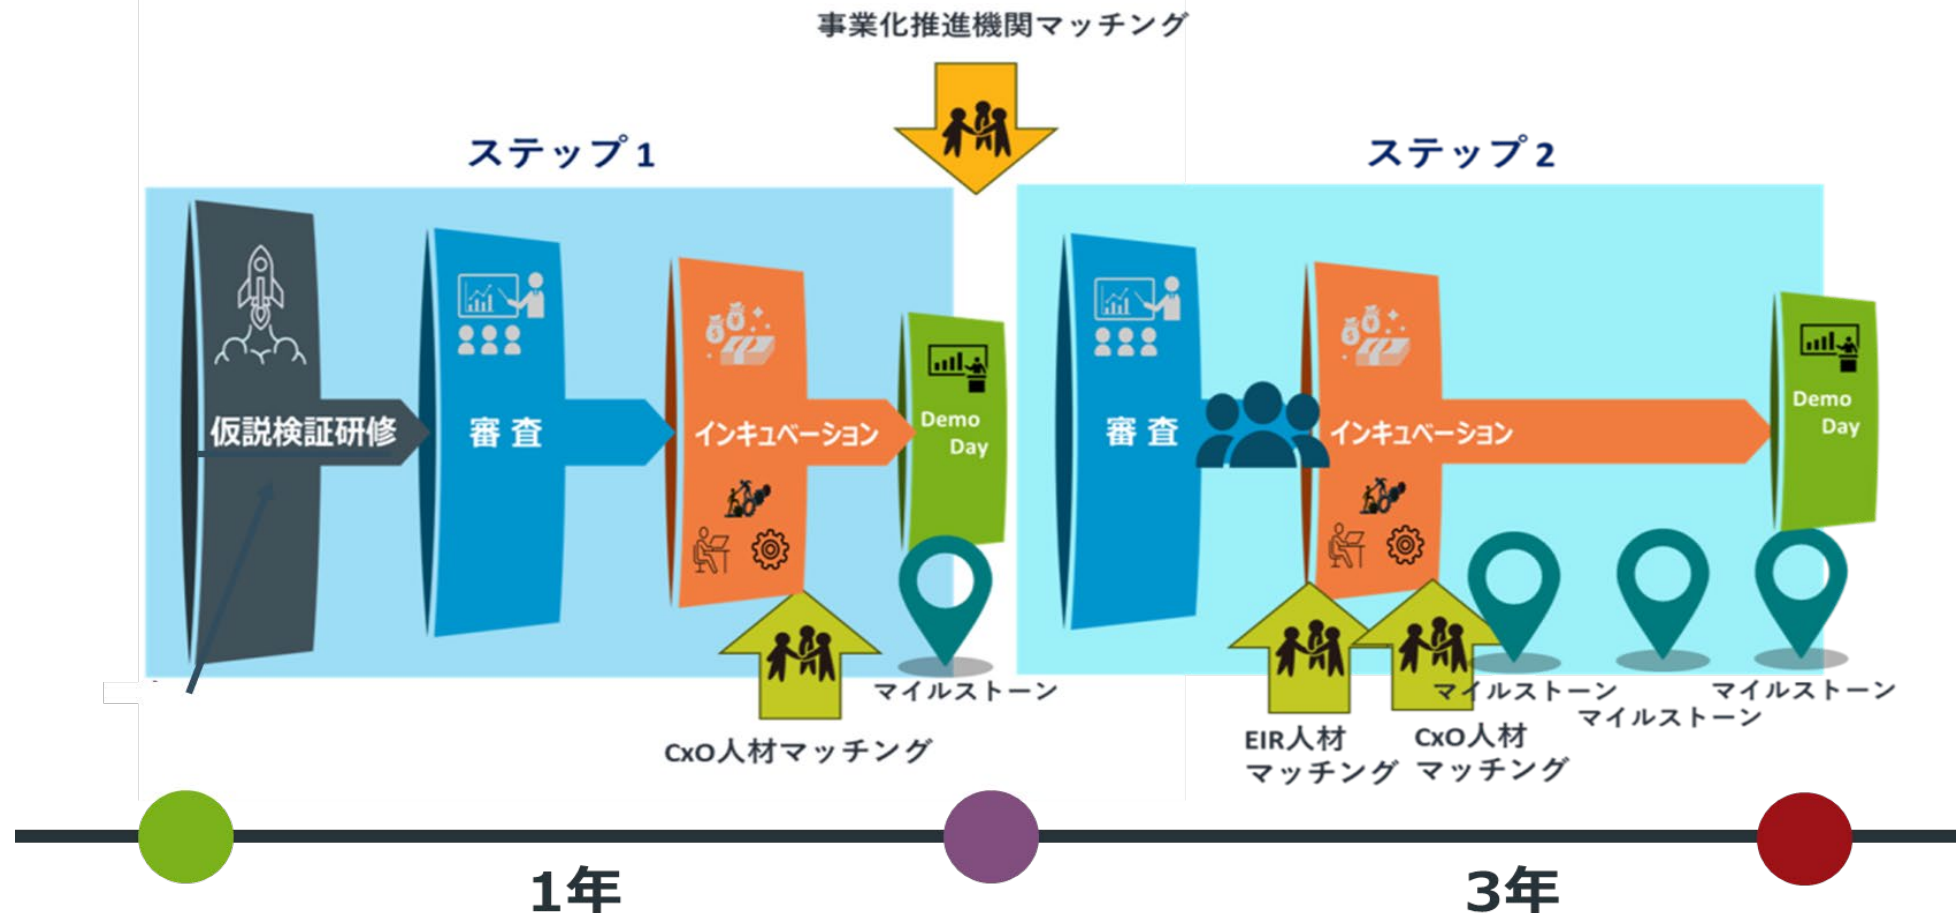 事業化推進機関マッチング
ステップ1
ステップ2
仮説検証研修
審査
インキュベーション
Demo
Day
審査
インキュベーション
Demo
Day
マイルストーン
マイルストーン
マイルストーン
マイルストーン
CxO人材マッチング
EIR人材
マッチング
CxO人材
マッチング
1年
3年